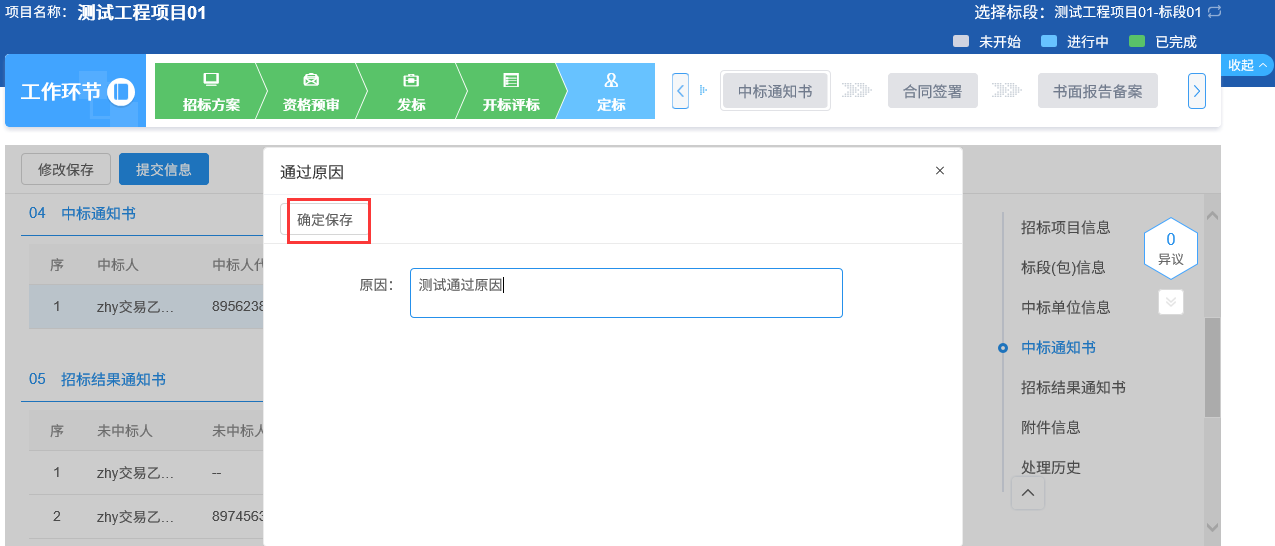 项目名称： 测试工程项目01
选择标段： 测试工程项目01-标段01
未开始 进行中 已完成
收起
工作环节
招标方案 资格预审 发标 开标评标 定标
中标通知书 合同签署 书面报告备案
修改保存 提交信息
通过原因 ×
确定保存
原因： 测试通过原因
04 中标通知书
序 中标人 中标人代
1 zhy交易乙... 8956238
05 招标结果通知书
序 未中标人 未中标人
1 zhy交易乙... --
2 zhy交易乙... 8974563
招标项目信息
标段(包)信息
中标单位信息
中标通知书
招标结果通知书
附件信息
处理历史
0
异议